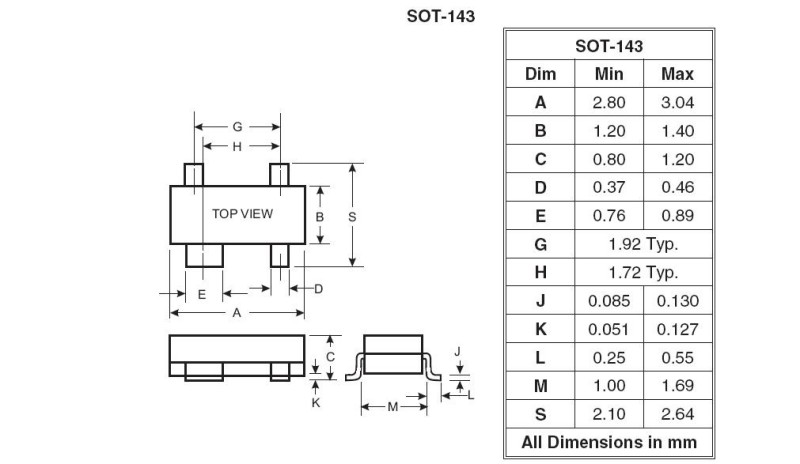 SOT-143
G
H
TOP VIEW
B
S
E
D
A
C
J
K
M
L
SOT-143
Dim Min Max
A 2.80 3.04
B 1.20 1.40
C 0.80 1.20
D 0.37 0.46
E 0.76 0.89
G 1.92 Typ.
H 1.72 Typ.
J 0.085 0.130
K 0.051 0.127
L 0.25 0.55
M 1.00 1.69
S 2.10 2.64
All Dimensions in mm